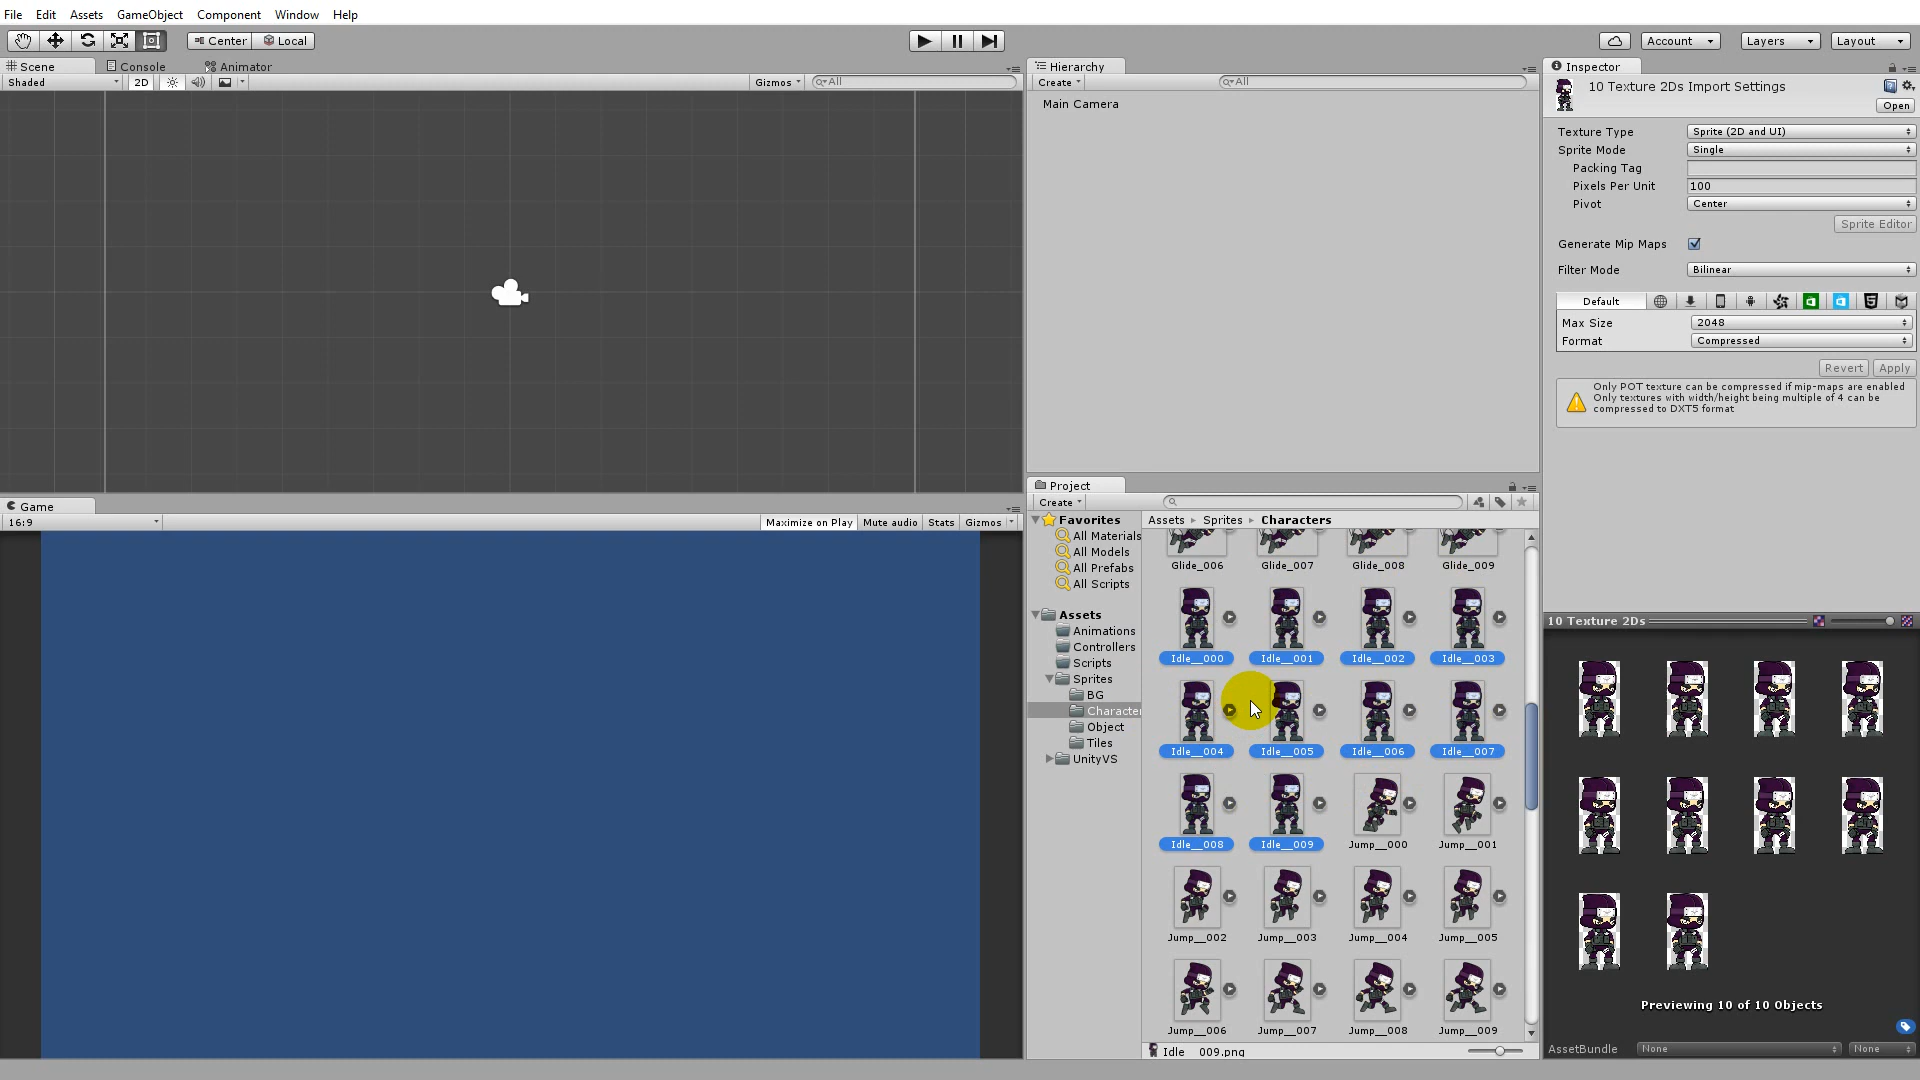 File Edit Assets GameObject Component Window Help
Center Local
Account Layers Layout
Scene Console Animator
Shaded 2D Gizmos All
Hierarchy
Create All
Main Camera
Inspector
10 Texture 2Ds Import Settings
Open
Texture Type Sprite (2D and UI)
Sprite Mode Single
Packing Tag
Pixels Per Unit 100
Pivot Center
Sprite Editor
Generate Mip Maps
Filter Mode Bilinear
Default
Max Size 2048
Format Compressed
Revert Apply
Only POT texture can be compressed if mip-maps are enabled
Only textures with width/height being multiple of 4 can be
compressed to DXT5 format
Game
16:9 Maximize on Play Mute audio Stats Gizmos
Project
Create
Favorites
All Materials
All Models
All Prefabs
All Scripts
Assets
Animations
Controllers
Scripts
Sprites
BG
Character
Object
Tiles
UnityVS
Assets Sprites Characters
Glide_006 Glide_007 Glide_008 Glide_009
Idle__000 Idle__001 Idle__002 Idle__003
Idle__004 Idle__005 Idle__006 Idle__007
Idle__008 Idle__009 Jump__000 Jump__001
Jump__002 Jump__003 Jump__004 Jump__005
Jump__006 Jump__007 Jump__008 Jump__009
Idle__009.png
10 Texture 2Ds
Previewing 10 of 10 Objects
AssetBundle None None